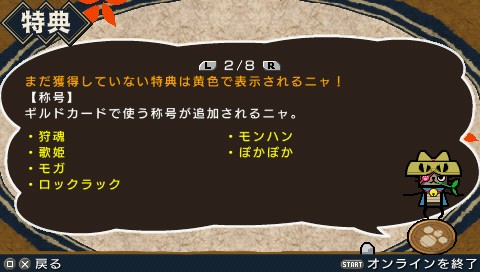 特典
L 2/8 R
まだ獲得していない特典は黄色で表示されるニャ！
【称号】
ギルドカードで使う称号が追加されるニャ。
・狩魂
・モンハン
・歌姫
・ぽかぽか
・モガ
・ロックラック
戻る
START オンラインを終了